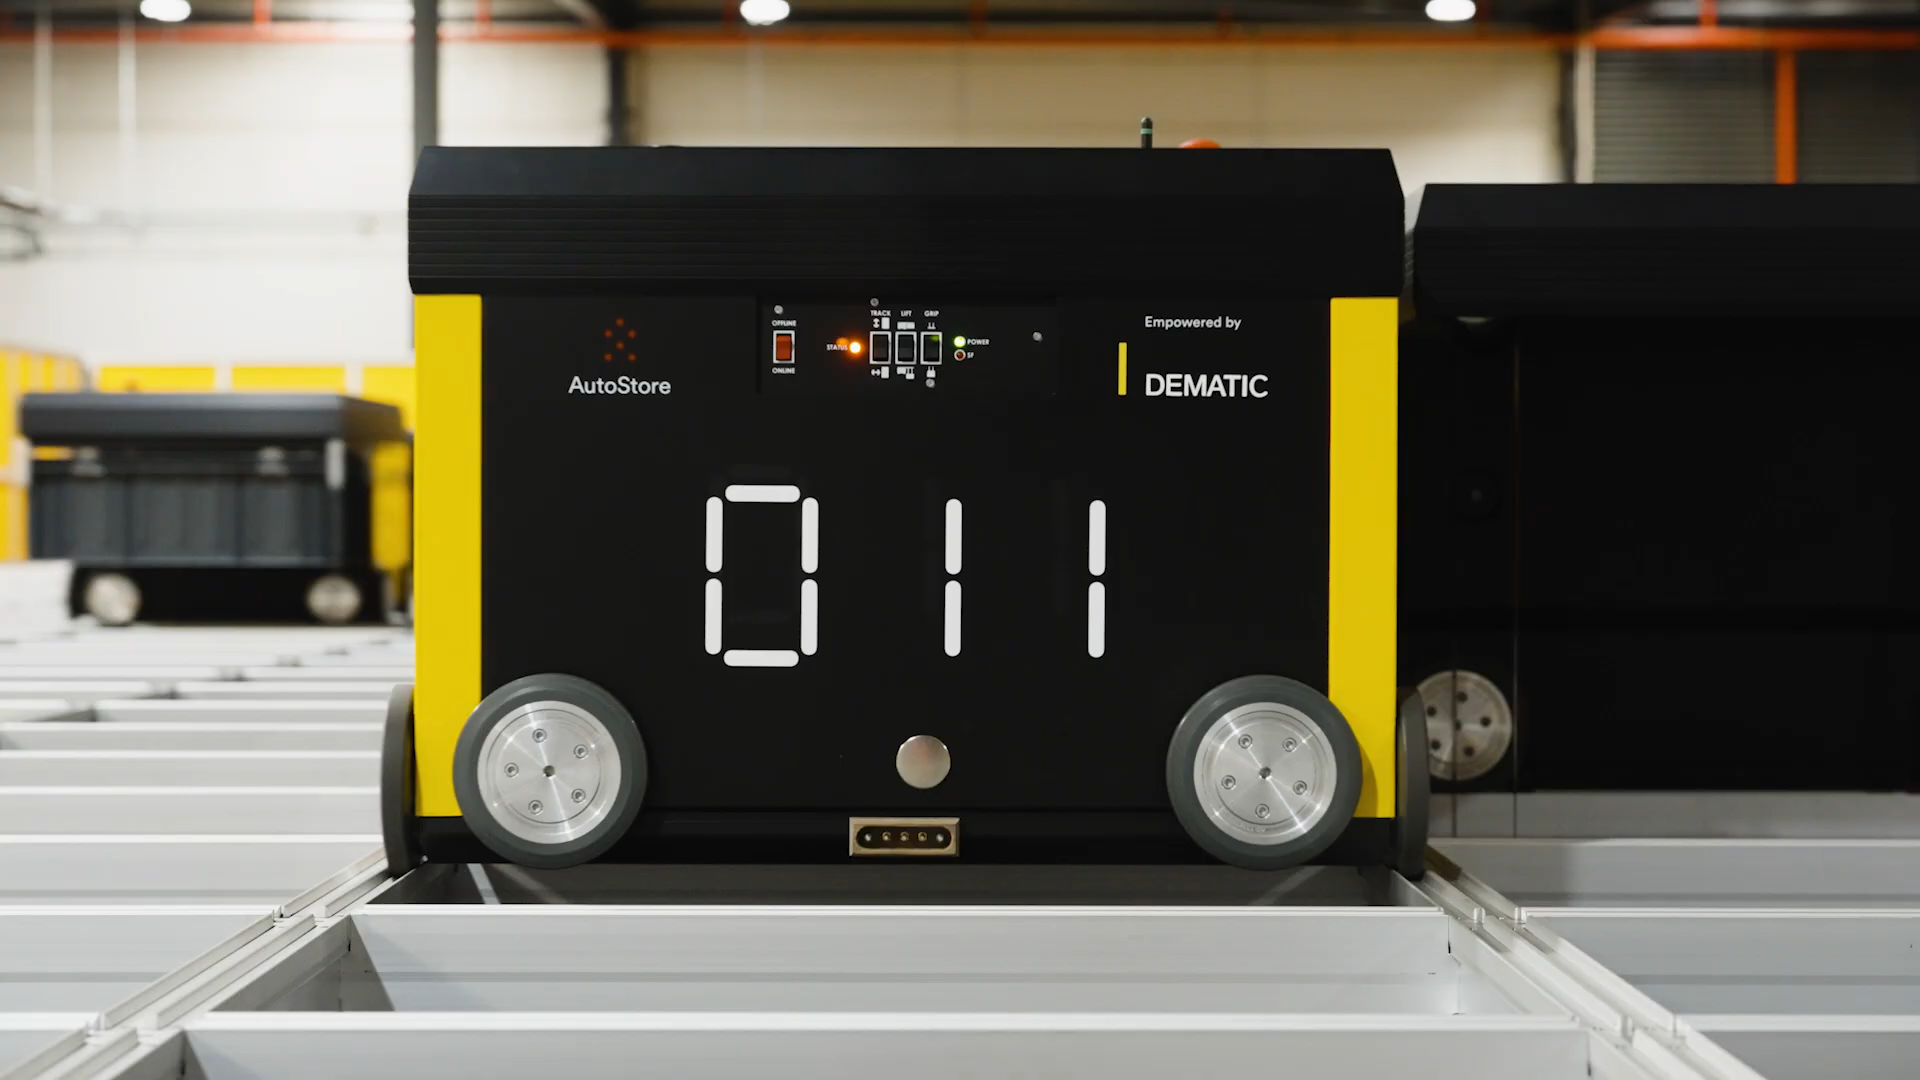 OFFLINE
ONLINE
STATUS
TRACK LIFT GRIP
POWER
SF
AutoStore
Empowered by
DEMATIC
011